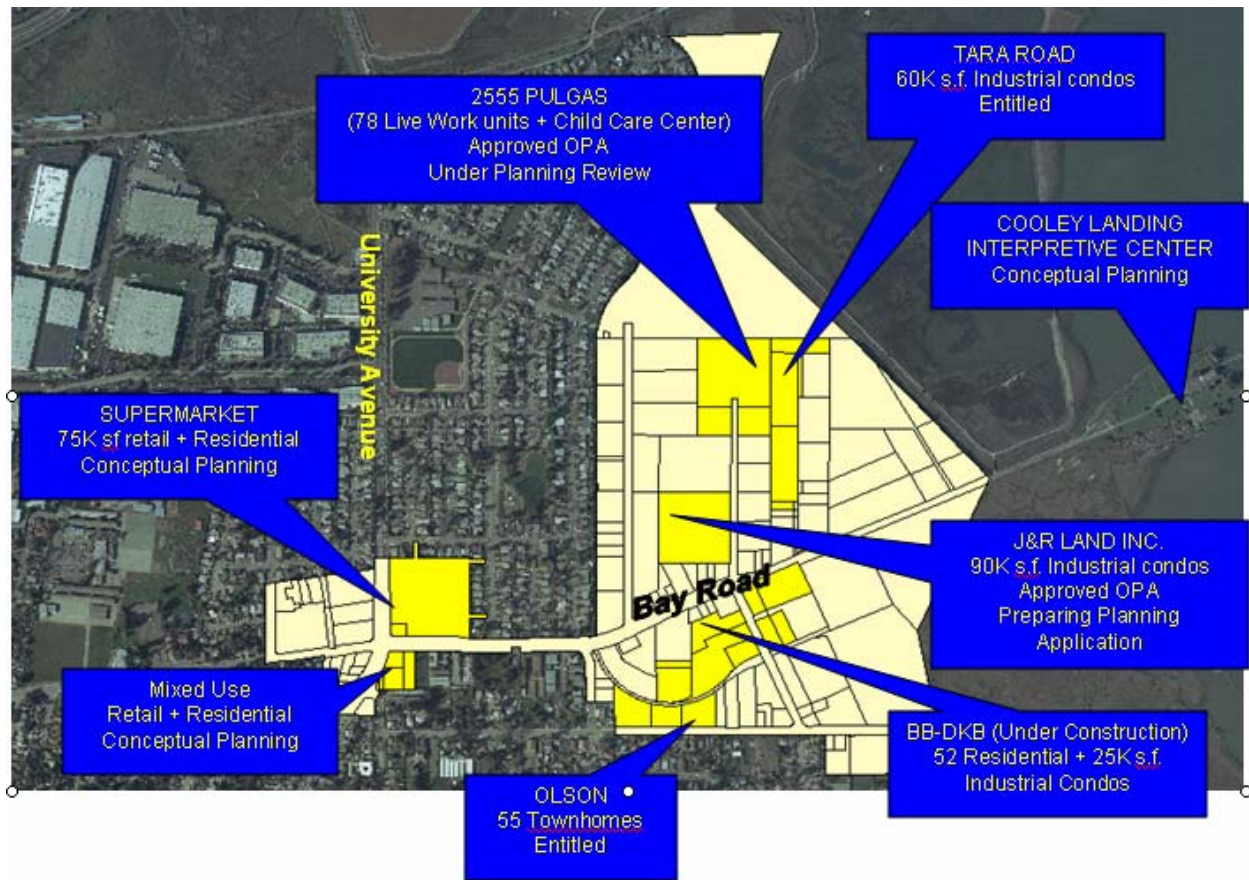 2555 PULGAS
(78 Live Work units + Child Care Center)
Approved OPA
Under Planning Review
TARA ROAD
60K s.f. Industrial condos
Entitled
COOLEY LANDING
INTERPRETIVE CENTER
Conceptual Planning
University Avenue
SUPERMARKET
75K sf retail + Residential
Conceptual Planning
J&R LAND INC.
90K s.f. Industrial condos
Approved OPA
Preparing Planning
Application
Bay Road
Mixed Use
Retail + Residential
Conceptual Planning
BB-DKB (Under Construction)
52 Residential + 25K s.f.
Industrial Condos
OLSON
55 Townhomes
Entitled